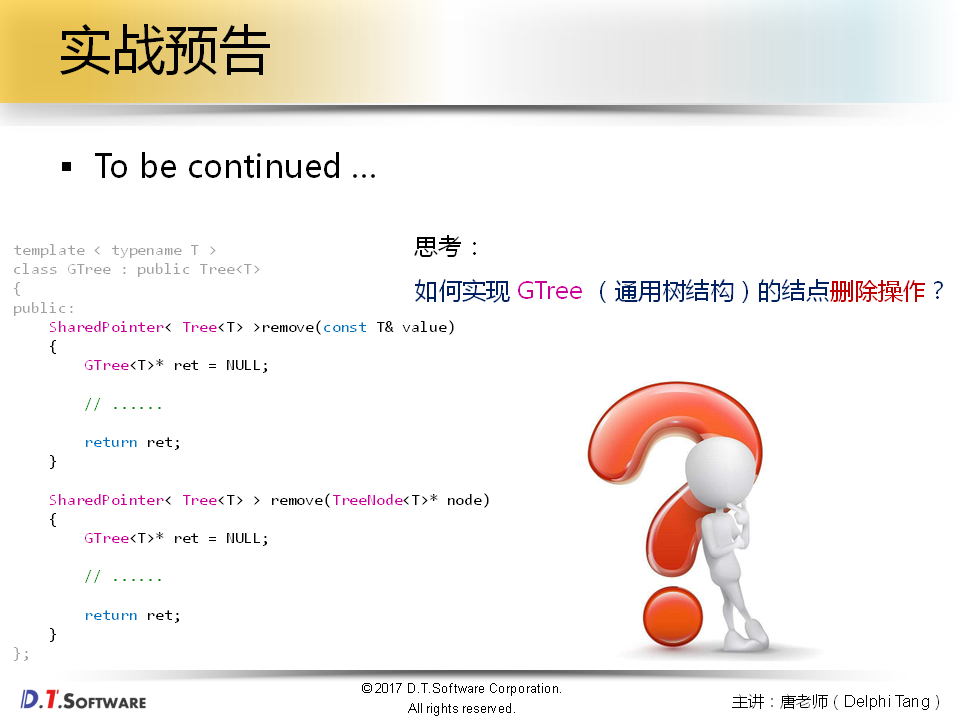 实战预告
▪ To be continued …
template < typename T >
class GTree : public Tree<T>
{
public:
    SharedPointer< Tree<T> >remove(const T& value)
    {
        GTree<T>* ret = NULL;
        // ......
        return ret;
    }
    SharedPointer< Tree<T> > remove(TreeNode<T>* node)
    {
        GTree<T>* ret = NULL;
        // ......
        return ret;
    }
};
思考：
如何实现 GTree （通用树结构）的结点删除操作？
D.T.SOFTWARE
©2017 D.T.Software Corporation.
All rights reserved.
主讲：唐老师（Delphi Tang）